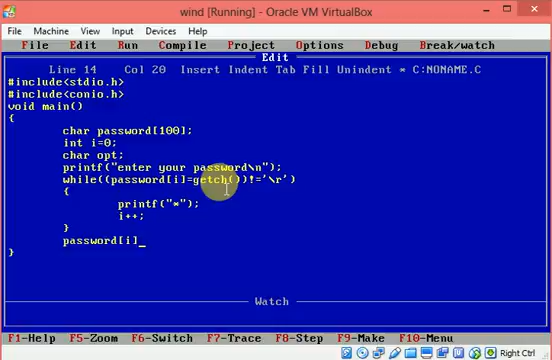 wind [Running] - Oracle VM VirtualBox
File Machine View Input Devices Help
File Edit Run Compile Project Options Debug Break/watch
Edit
Line 14 Col 20 Insert Indent Tab Fill Unindent * C:NONAME.C
#include<stdio.h>
#include<conio.h>
void main()
{
char password[100];
int i=0;
char opt;
printf("enter your password\n");
while((password[i]=getch())!='\r')
{
printf("*");
i++;
}
password[i]_
}
Watch
F1-Help F5-Zoom F6-Switch F7-Trace F8-Step F9-Make F10-Menu
Right Ctrl